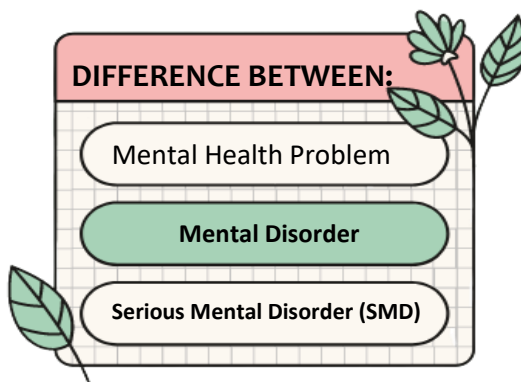 DIFFERENCE BETWEEN:
Mental Health Problem
Mental Disorder
Serious Mental Disorder (SMD)